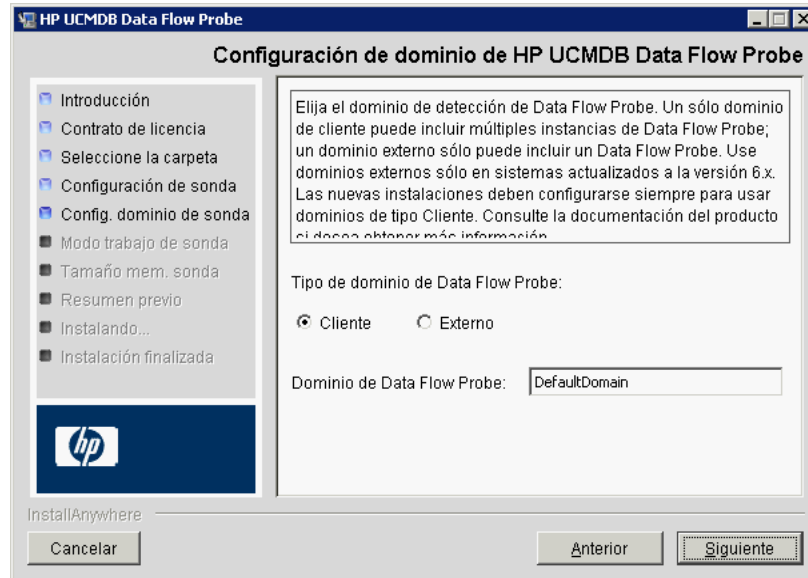 HP UCMDB Data Flow Probe
Configuración de dominio de HP UCMDB Data Flow Probe
Introducción
Contrato de licencia
Seleccione la carpeta
Configuración de sonda
Config. dominio de sonda
Modo trabajo de sonda
Tamaño mem. sonda
Resumen previo
Instalando...
Instalación finalizada
Elija el dominio de detección de Data Flow Probe. Un sólo dominio
de cliente puede incluir múltiples instancias de Data Flow Probe;
un dominio externo sólo puede incluir un Data Flow Probe. Use
dominios externos sólo en sistemas actualizados a la versión 6.x.
Las nuevas instalaciones deben configurarse siempre para usar
dominios de tipo Cliente. Consulte la documentación del producto
si desea obtener más información
Tipo de dominio de Data Flow Probe:
Cliente Externo
Dominio de Data Flow Probe: DefaultDomain
hp
InstallAnywhere
Cancelar Anterior Siguiente